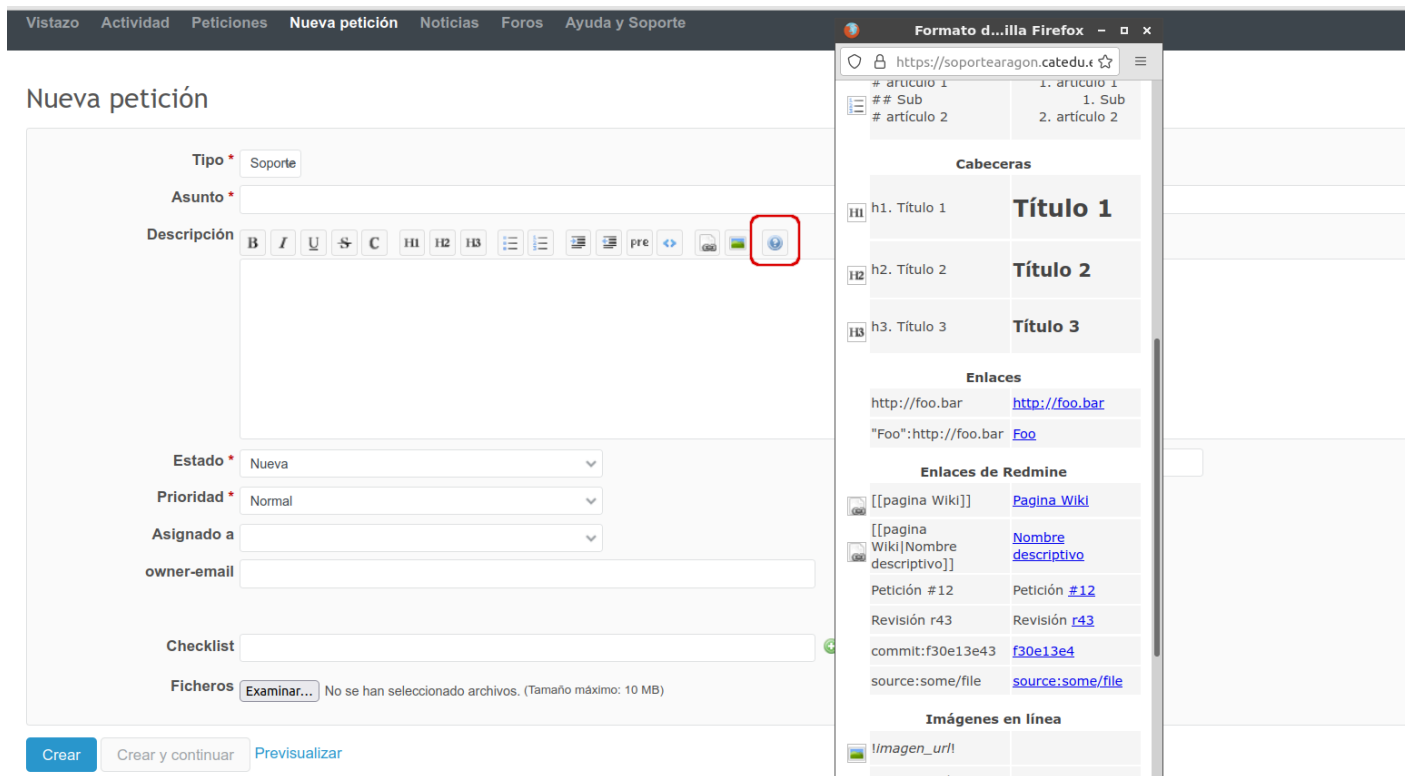 Vistazo Actividad Peticiones Nueva petición Noticias Foros Ayuda y Soporte
Nueva petición
Tipo * Soporte
Asunto *
Descripción B I U S C H1 H2 H3 pre <>
Estado * Nueva
Prioridad * Normal
Asignado a
owner-email
Checklist
Ficheros Examinar... No se han seleccionado archivos. (Tamaño máximo: 10 MB)
Crear Crear y continuar Previsualizar
Formato d...illa Firefox
https://soportearagon.catedu.e
# artículo 1 1. artículo 1
## Sub 1. Sub
# artículo 2 2. artículo 2
Cabeceras
H1 h1. Título 1 Título 1
H2 h2. Título 2 Título 2
H3 h3. Título 3 Título 3
Enlaces
http://foo.bar http://foo.bar
"Foo":http://foo.bar Foo
Enlaces de Redmine
[[pagina Wiki]] Pagina Wiki
[[pagina
Wiki|Nombre Nombre
descriptivo]] descriptivo
Petición #12 Petición #12
Revisión r43 Revisión r43
commit:f30e13e43 f30e13e4
source:some/file source:some/file
Imágenes en línea
!imagen_url!